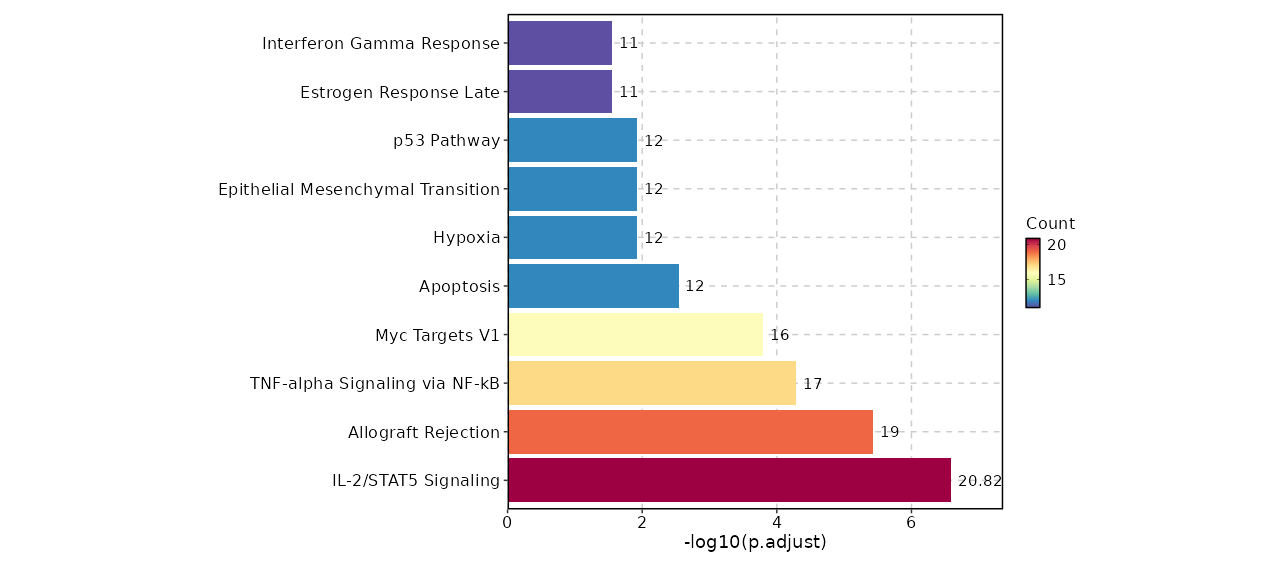 Interferon Gamma Response 11
Estrogen Response Late 11
p53 Pathway 12
Epithelial Mesenchymal Transition 12
Hypoxia 12
Apoptosis 12
Myc Targets V1 16
TNF-alpha Signaling via NF-kB 17
Allograft Rejection 19
IL-2/STAT5 Signaling 20.82
0 2 4 6
-log10(p.adjust)
Count
20
15